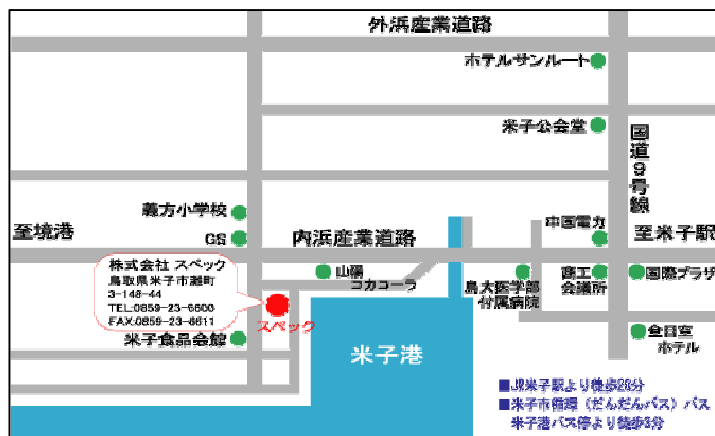 外浜産業道路
ホテルサンルート
米子公会堂
国道9号線
義方小学校
GS
至境港
内浜産業道路
中国電力
至米子駅
株式会社 スペック
鳥取県米子市灘町
3-148-44
TEL:0859-23-6600
FAX:0859-23-6611
山陽
コカコーラ
鳥大医学部
付属病院
商工
会議所
国際プラザ
スペック
米子食品会館
米子港
全日空
ホテル
■JR米子駅より徒歩26分
■米子市循環(だんだんバス)バス
米子港バス停より徒歩3分